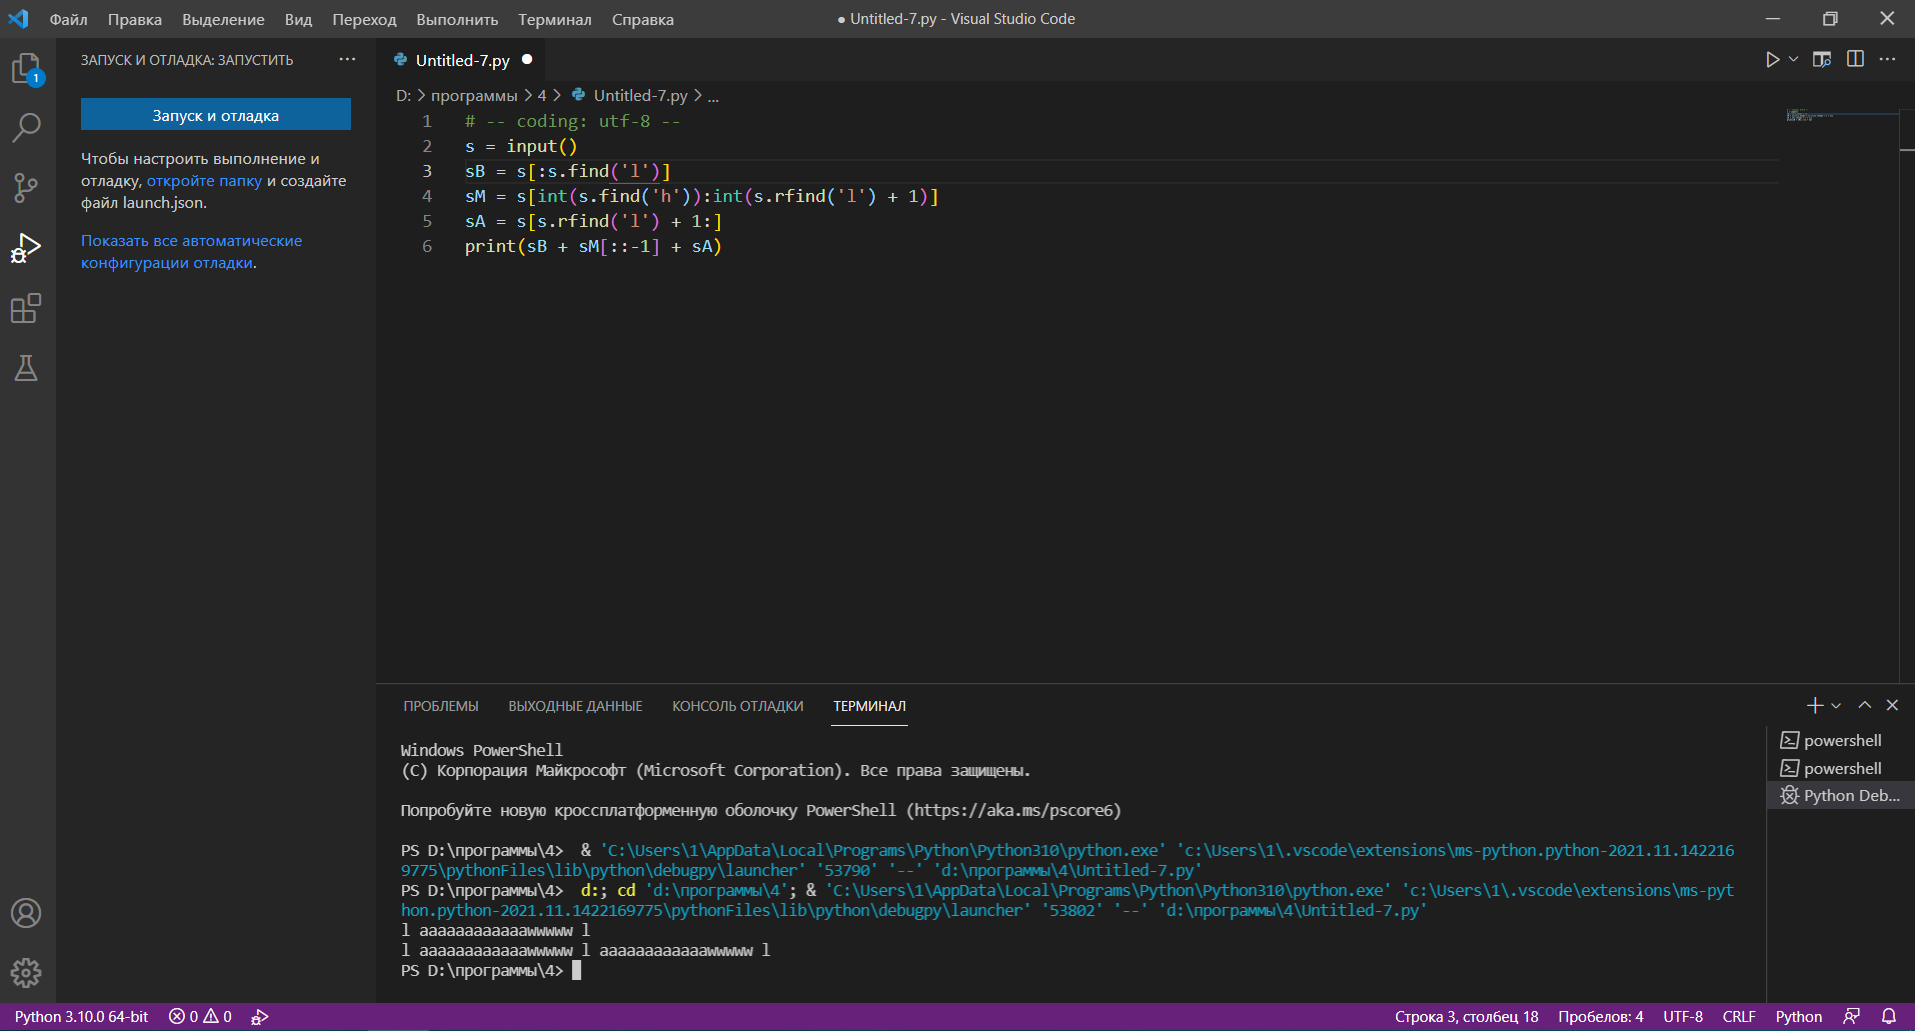 Файл Правка Выделение Вид Переход Выполнить Терминал Справка
● Untitled-7.py - Visual Studio Code
1
ЗАПУСК И ОТЛАДКА: ЗАПУСТИТЬ ···
Запуск и отладка
Чтобы настроить выполнение и
отладку, откройте папку и создайте
файл launch.json.
Показать все автоматические
конфигурации отладки.
Untitled-7.py ●
D: > программы > 4 > Untitled-7.py > ...
1 # -- coding: utf-8 --
2 s = input()
3 sB = s[:s.find('l')]
4 sM = s[int(s.find('h')):int(s.rfind('l') + 1)]
5 sA = s[s.rfind('l') + 1:]
6 print(sB + sM[::-1] + sA)
ПРОБЛЕМЫ ВЫХОДНЫЕ ДАННЫЕ КОНСОЛЬ ОТЛАДКИ ТЕРМИНАЛ
Windows PowerShell
(C) Корпорация Майкрософт (Microsoft Corporation). Все права защищены.
Попробуйте новую кроссплатформенную оболочку PowerShell (https://aka.ms/pscore6)
PS D:\программы\4>  & 'C:\Users\1\AppData\Local\Programs\Python\Python310\python.exe' 'c:\Users\1\.vscode\extensions\ms-python.python-2021.11.142216
9775\pythonFiles\lib\python\debugpy\launcher' '53790' '--' 'd:\программы\4\Untitled-7.py'
PS D:\программы\4>  d:; cd 'd:\программы\4'; & 'C:\Users\1\AppData\Local\Programs\Python\Python310\python.exe' 'c:\Users\1\.vscode\extensions\ms-pyt
hon.python-2021.11.1422169775\pythonFiles\lib\python\debugpy\launcher' '53802' '--' 'd:\программы\4\Untitled-7.py'
l aaaaaaaaaaaawwwww l
l aaaaaaaaaaaawwwww l aaaaaaaaaaaawwwww l
PS D:\программы\4>
powershell
powershell
Python Deb...
Python 3.10.0 64-bit 0 0
Строка 3, столбец 18 Пробелов: 4 UTF-8 CRLF Python